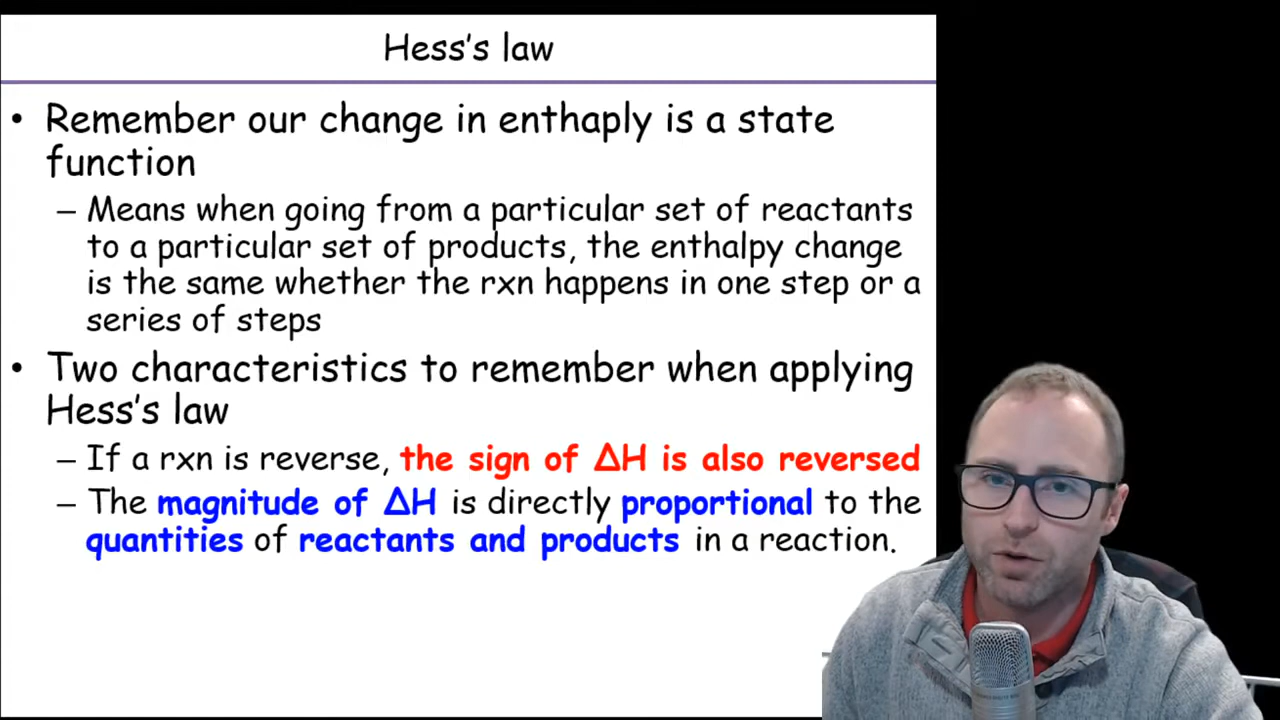 Hess's law
• Remember our change in enthaply is a state
function
– Means when going from a particular set of reactants
to a particular set of products, the enthalpy change
is the same whether the rxn happens in one step or a
series of steps
• Two characteristics to remember when applying
Hess's law
– If a rxn is reverse, the sign of ΔH is also reversed
– The magnitude of ΔH is directly proportional to the
quantities of reactants and products in a reaction.